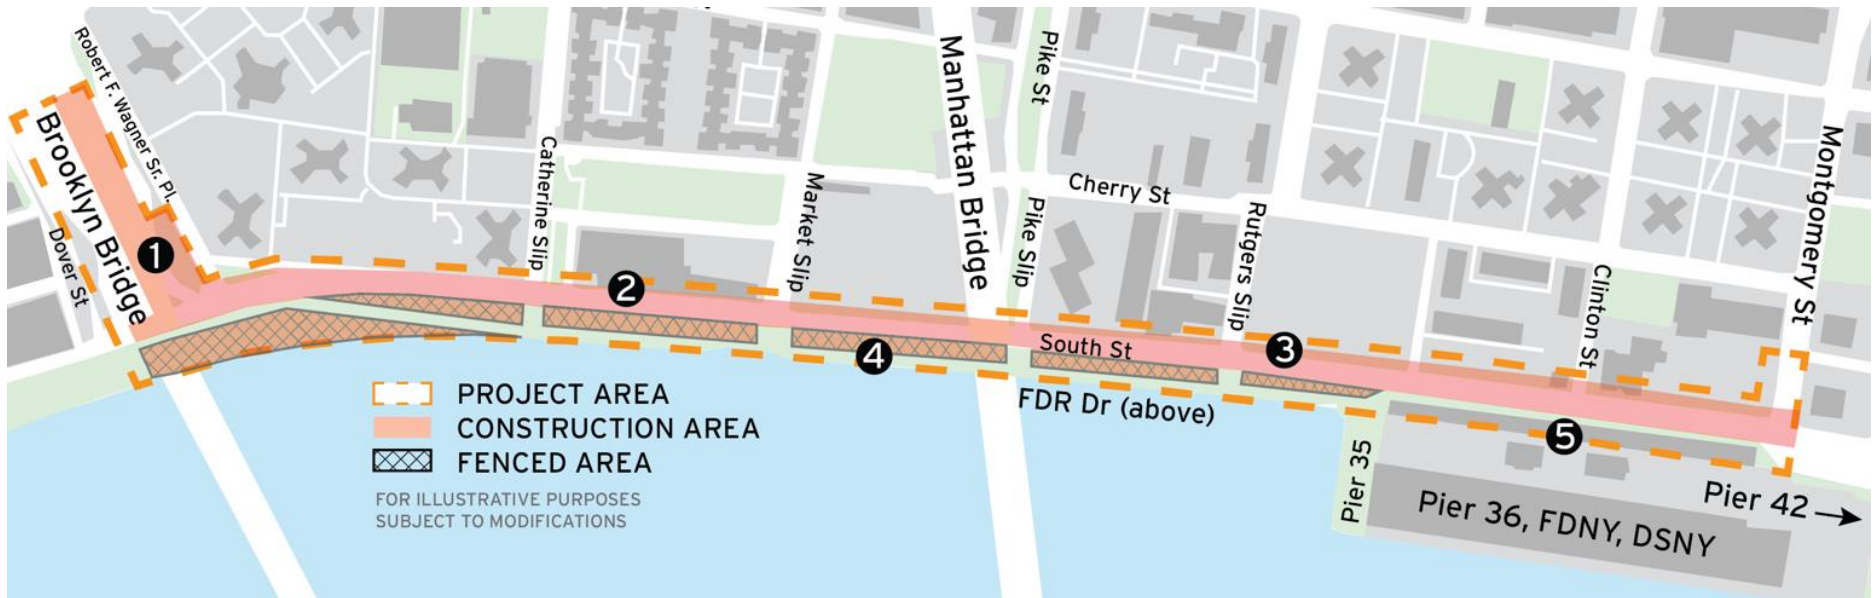 Robert F. Wagner Sr. Pl.
Brooklyn Bridge
Dover St
1
Catherine Slip
2
Market Slip
4
Manhattan Bridge
Pike St
Pike Slip
Cherry St
Rutgers Slip
South St
3
FDR Dr (above)
Clinton St
Montgomery St
5
Pier 35
Pier 36, FDNY, DSNY
Pier 42
PROJECT AREA
CONSTRUCTION AREA
FENCED AREA
FOR ILLUSTRATIVE PURPOSES
SUBJECT TO MODIFICATIONS